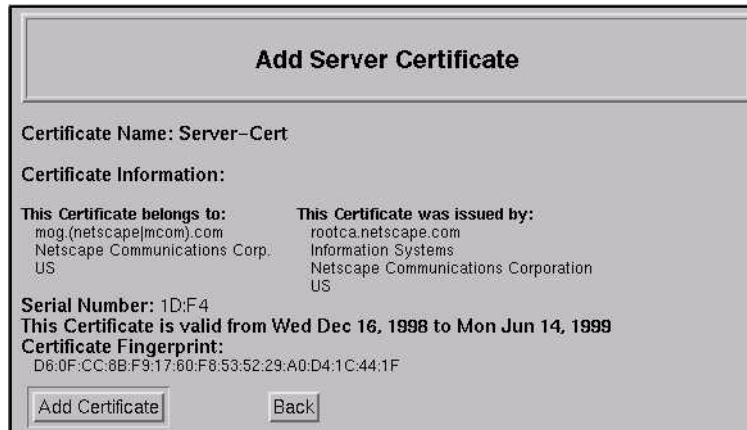 Add Server Certificate
Certificate Name: Server-Cert
Certificate Information:
This Certificate belongs to:
mog.(netscape|mcom).com
Netscape Communications Corp.
US
This Certificate was issued by:
rootca.netscape.com
Information Systems
Netscape Communications Corporation
US
Serial Number: 1D:F4
This Certificate is valid from Wed Dec 16, 1998 to Mon Jun 14, 1999
Certificate Fingerprint:
D6:0F:CC:8B:F9:17:60:F8:53:52:29:A0:D4:1C:44:1F
Add Certificate
Back